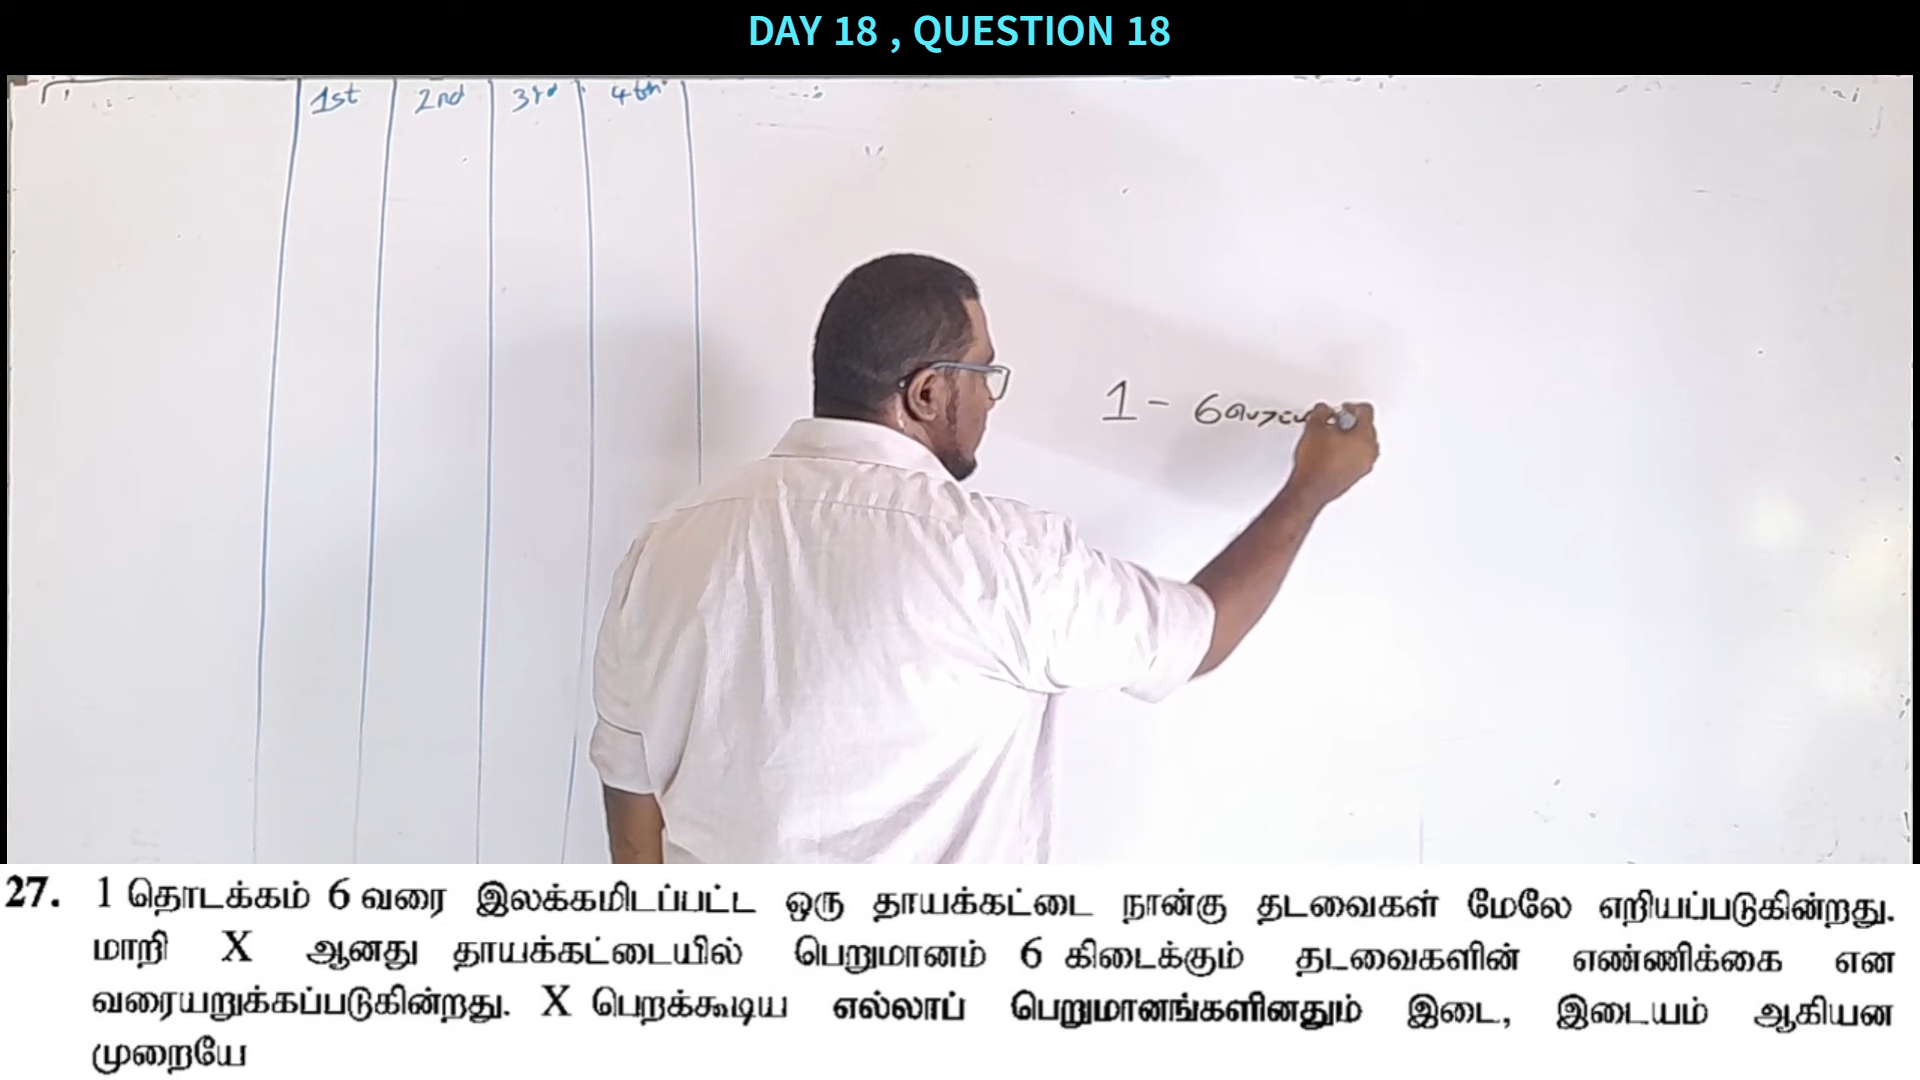 DAY 18 , QUESTION 18
1st 2nd 3rd 4th
1 - 6
27. 1 தொடக்கம் 6 வரை இலக்கமிடப்பட்ட ஒரு தாயக்கட்டை நான்கு தடவைகள் மேலே எறியப்படுகின்றது.
மாறி X ஆனது தாயக்கட்டையில் பெறுமானம் 6 கிடைக்கும் தடவைகளின் எண்ணிக்கை என
வரையறுக்கப்படுகின்றது. X பெறக்கூடிய எல்லாப் பெறுமானங்களினதும் இடை, இடையம் ஆகியன
முறையே